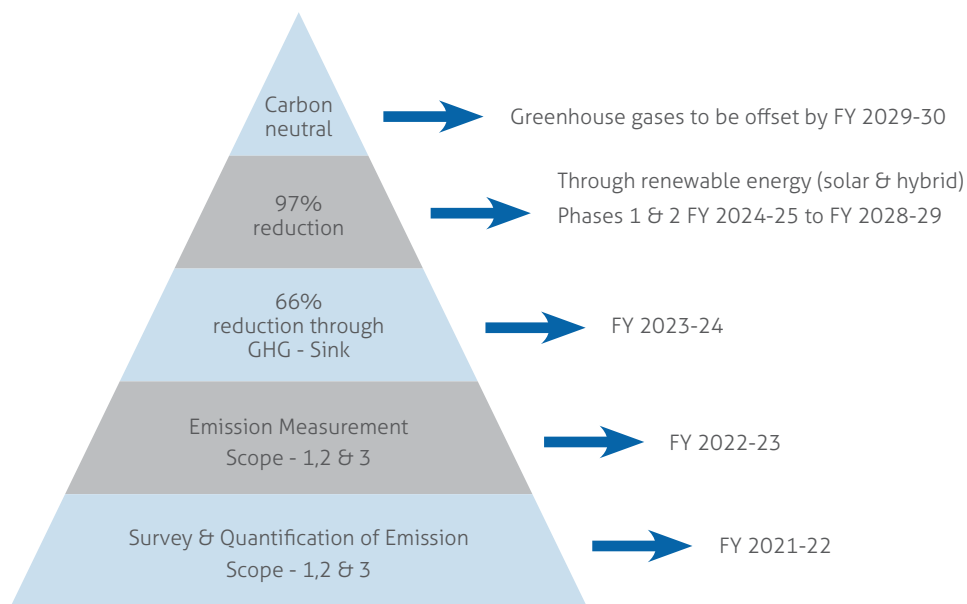 Carbon
neutral
Greenhouse gases to be offset by FY 2029-30
97%
reduction
Through renewable energy (solar & hybrid)
Phases 1 & 2 FY 2024-25 to FY 2028-29
66%
reduction through
GHG - Sink
FY 2023-24
Emission Measurement
Scope - 1,2 & 3
FY 2022-23
Survey & Quantification of Emission
Scope - 1,2 & 3
FY 2021-22